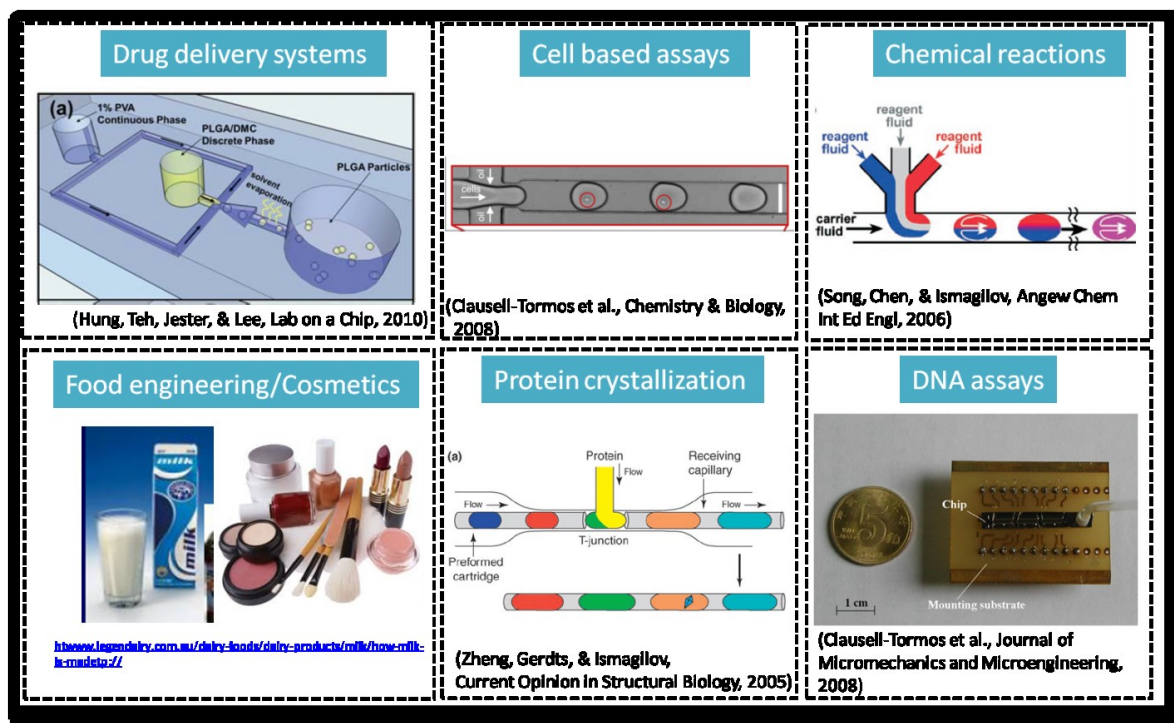 Drug delivery systems
(a)
1% PVA
Continuous Phase
PLGA/DMC
Discrete Phase
PLGA Particles
solvent
evaporation
(Hung, Teh, Jester, & Lee, Lab on a Chip, 2010)
Cell based assays
oil
cells
oil
(Clausell-Tormos et al., Chemistry & Biology,
2008)
Chemical reactions
reagent
fluid
reagent
fluid
reagent
fluid
carrier
fluid
(Song, Chen, & Ismagilov, Angew Chem
Int Ed Engl, 2006)
Food engineering/Cosmetics
milk
milk
htwww.legendairy.com.au/dairy-foods/dairy-products/milk/how-milk-
is-madetp://
Protein crystallization
(a)
Protein
Flow
Receiving
capillary
Flow
Flow
T-junction
Preformed
cartridge
(Zheng, Gerdts, & Ismagilov,
Current Opinion in Structural Biology, 2005)
DNA assays
5
Chip
1 cm
Mounting substrate
(Clausell-Tormos et al., Journal of
Micromechanics and Microengineering,
2008)